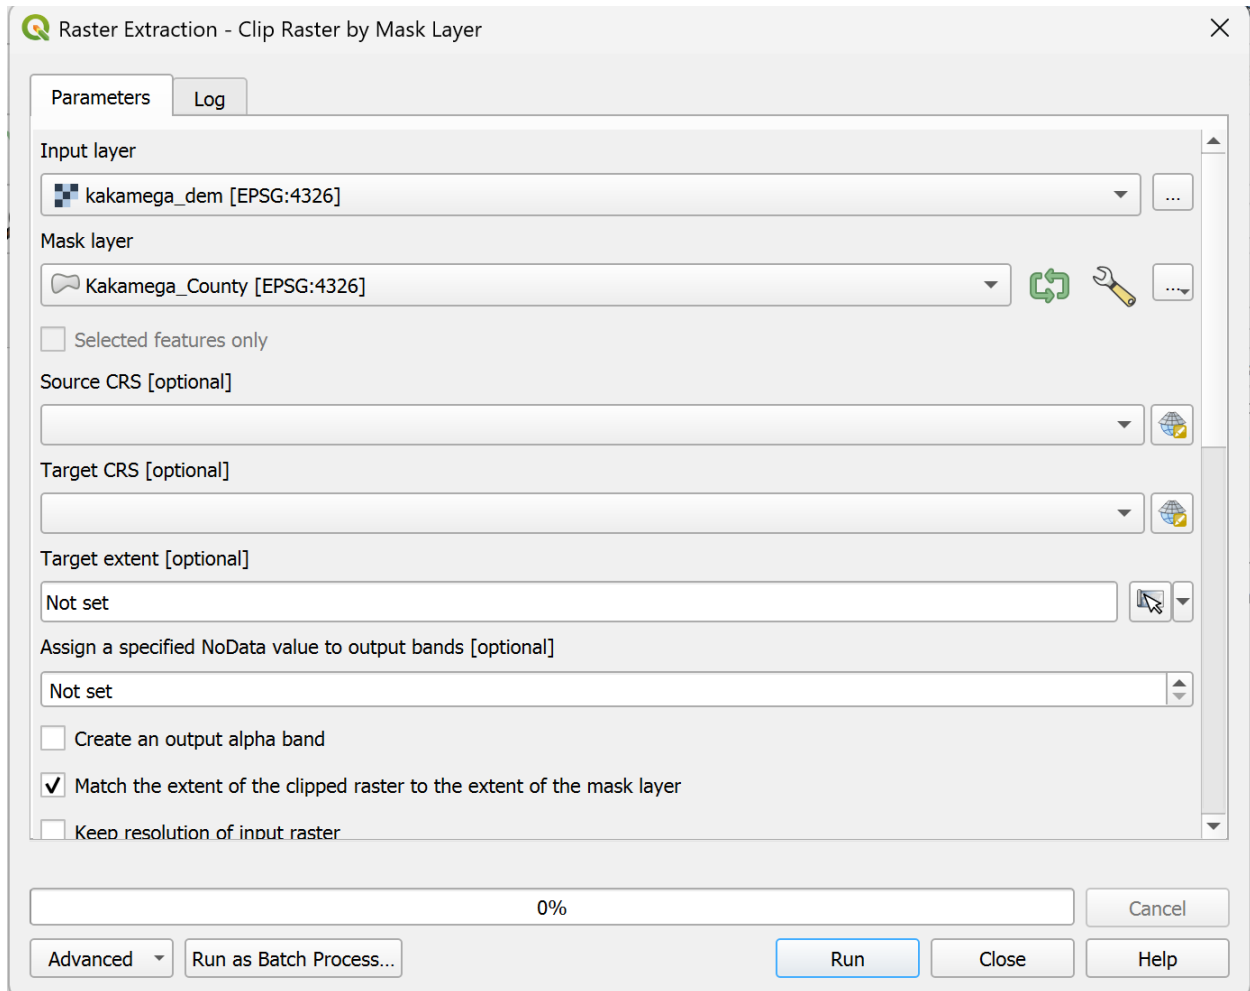 Raster Extraction - Clip Raster by Mask Layer
Parameters
Log
Input layer
kakamega_dem [EPSG:4326]
...
Mask layer
Kakamega_County [EPSG:4326]
...
Selected features only
Source CRS [optional]
Target CRS [optional]
Target extent [optional]
Not set
Assign a specified NoData value to output bands [optional]
Not set
Create an output alpha band
Match the extent of the clipped raster to the extent of the mask layer
Keep resolution of input raster
0%
Cancel
Advanced
Run as Batch Process...
Run
Close
Help